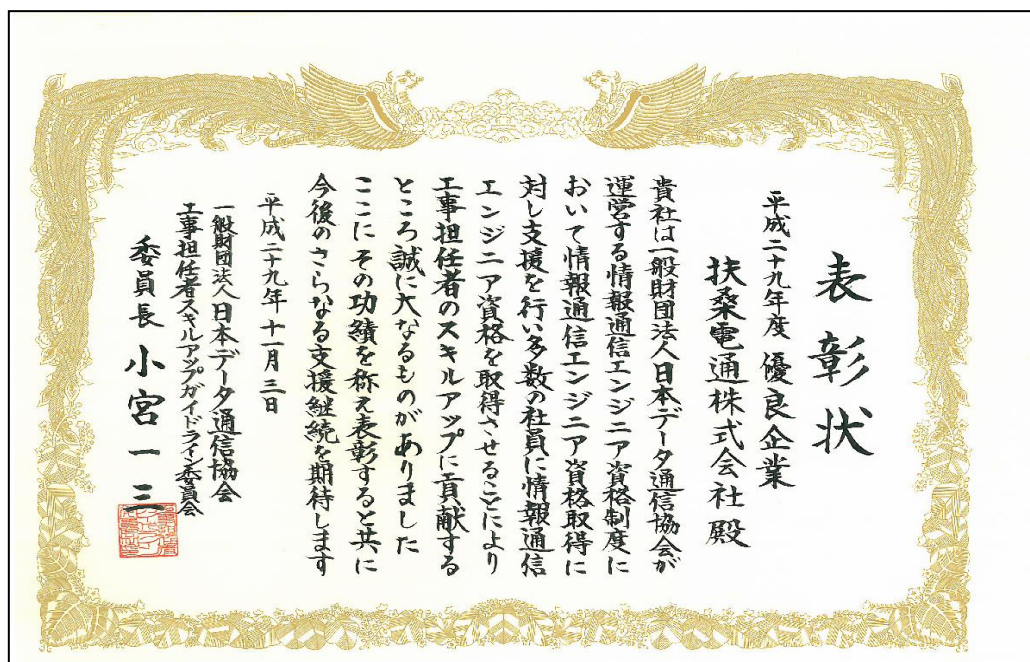 表彰状
平成二十九年度 優良企業
扶桑電通株式会社 殿
貴社は一般財団法人日本データ通信協会が
運営する情報通信エンジニア資格制度に
おいて情報通信エンジニア資格取得に
対し支援を行い多数の社員に情報通信
エンジニア資格を取得させることにより
工事担任者のスキルアップに貢献する
ところ誠に大なるものがありました
ここにその功績を称え表彰すると共に
今後のさらなる支援継続を期待します
平成二十九年十一月三日
一般財団法人日本データ通信協会
工事担任者スキルアップガイドライン委員会
委員長 小宮一三